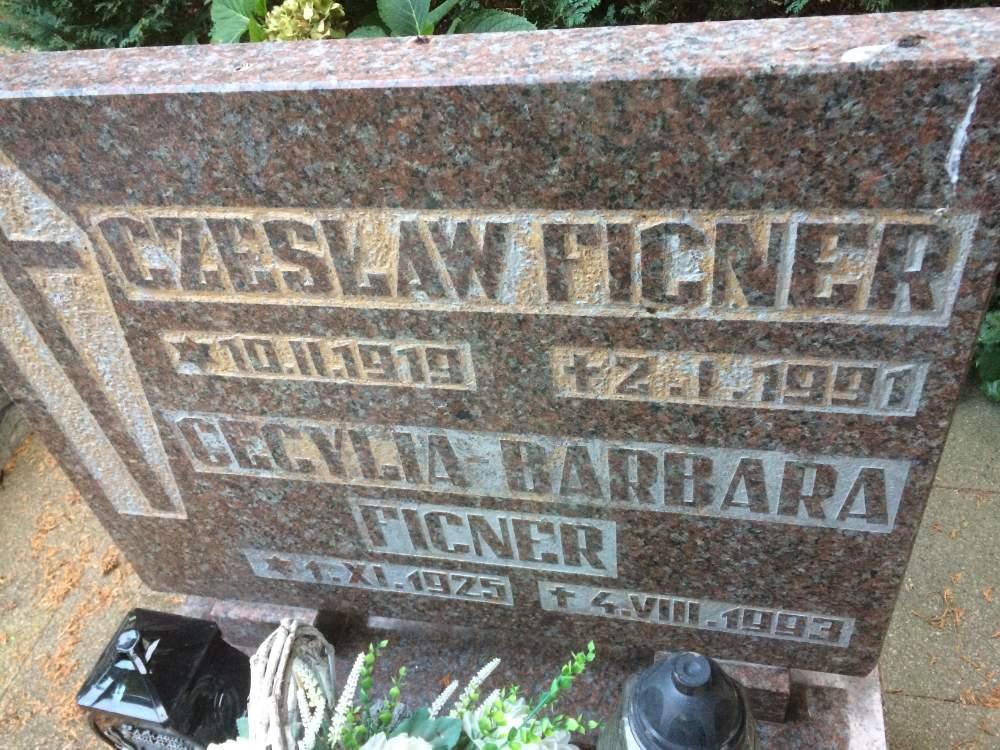 CZESŁAW FICNER
★10.II.1919 ✝2.I.1991
CECYLIA-BARBARA
FICNER
★1.XI.1925 ✝4.VIII.1993